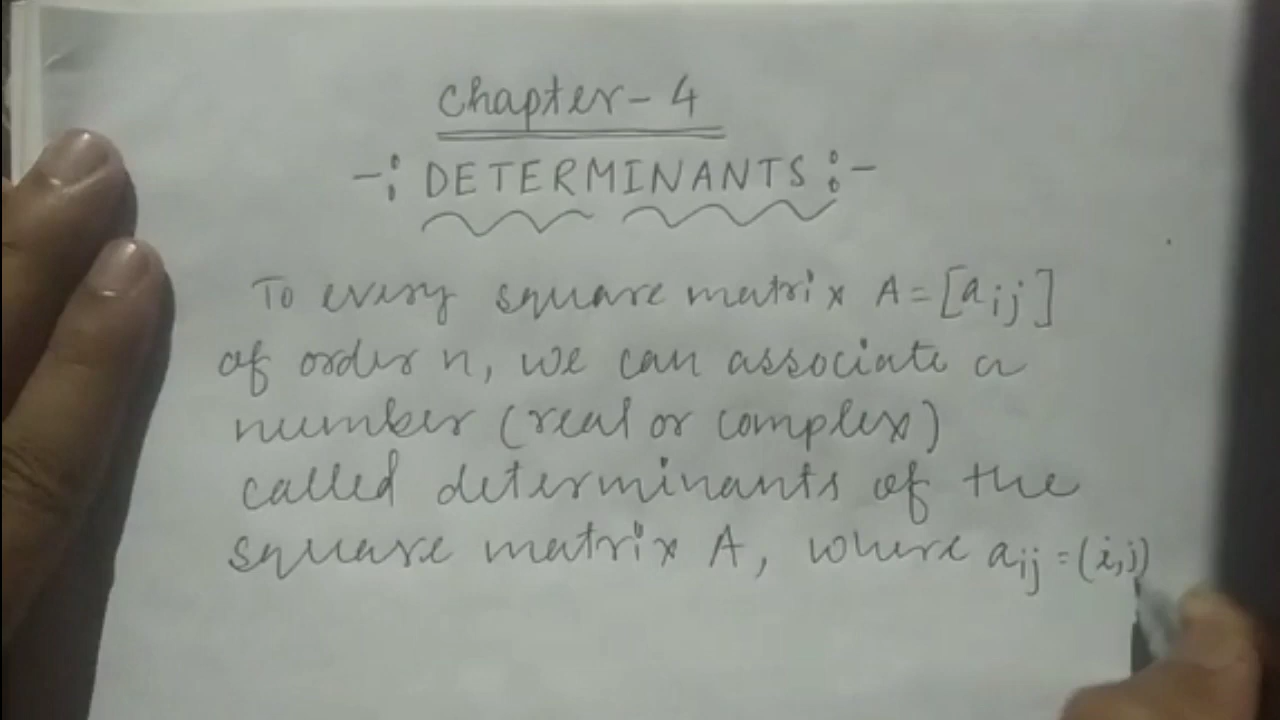 Chapter - 4
-: DETERMINANTS :-
To every square matrix A = [aij]
of order n, we can associate a
number (real or complex)
called determinants of the
square matrix A, where aij = (i,j)